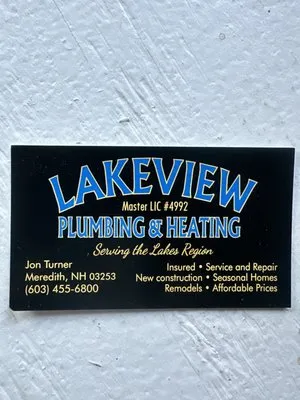 LAKEVIEW
Master LIC #4992
PLUMBING & HEATING
Serving the Lakes Region
Jon Turner
Meredith, NH 03253
(603) 455-6800
Insured • Service and Repair
New construction • Seasonal Homes
Remodels • Affordable Prices